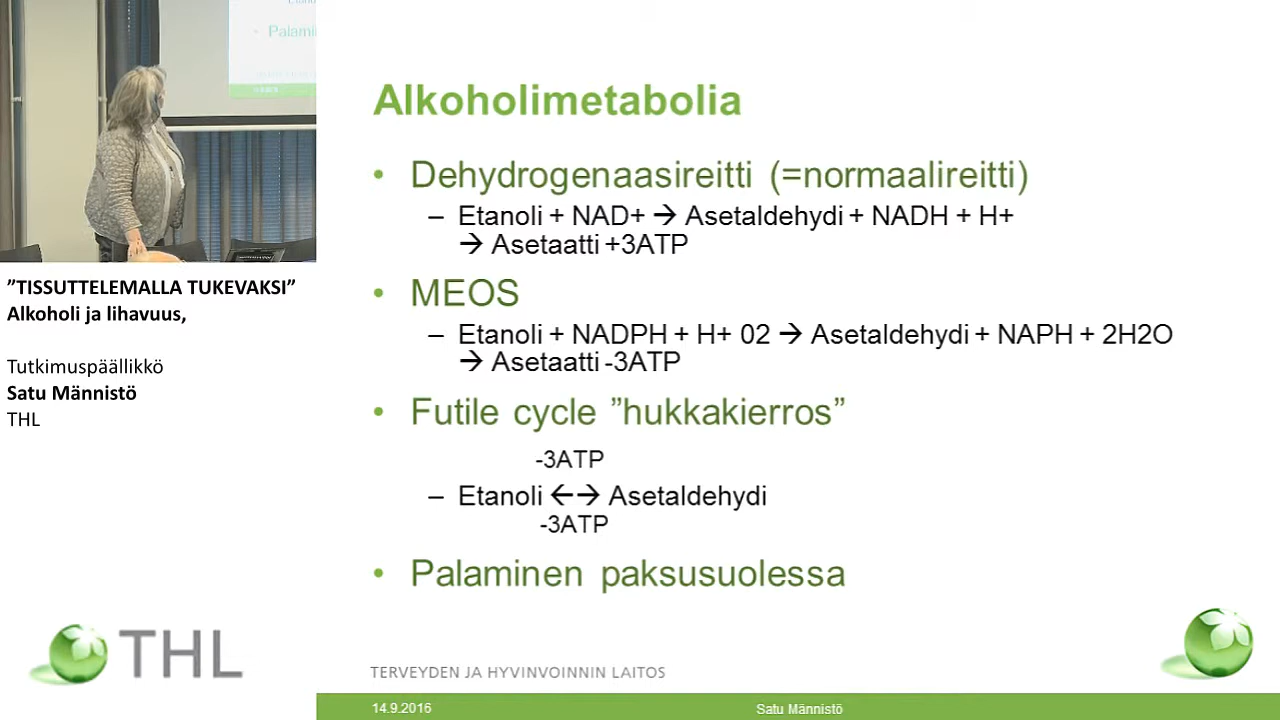 Palami
Alkoholimetabolia
• Dehydrogenaasireitti (=normaalireitti)
– Etanoli + NAD+ → Asetaldehydi + NADH + H+
→ Asetaatti +3ATP
• MEOS
– Etanoli + NADPH + H+ 02 → Asetaldehydi + NAPH + 2H2O
→ Asetaatti -3ATP
• Futile cycle ”hukkakierros”
-3ATP
– Etanoli ←→ Asetaldehydi
-3ATP
• Palaminen paksusuolessa
”TISSUTTELEMALLA TUKEVAKSI”
Alkoholi ja lihavuus,
Tutkimuspäällikkö
Satu Männistö
THL
THL
TERVEYDEN JA HYVINVOINNIN LAITOS
14.9.2016 Satu Männistö